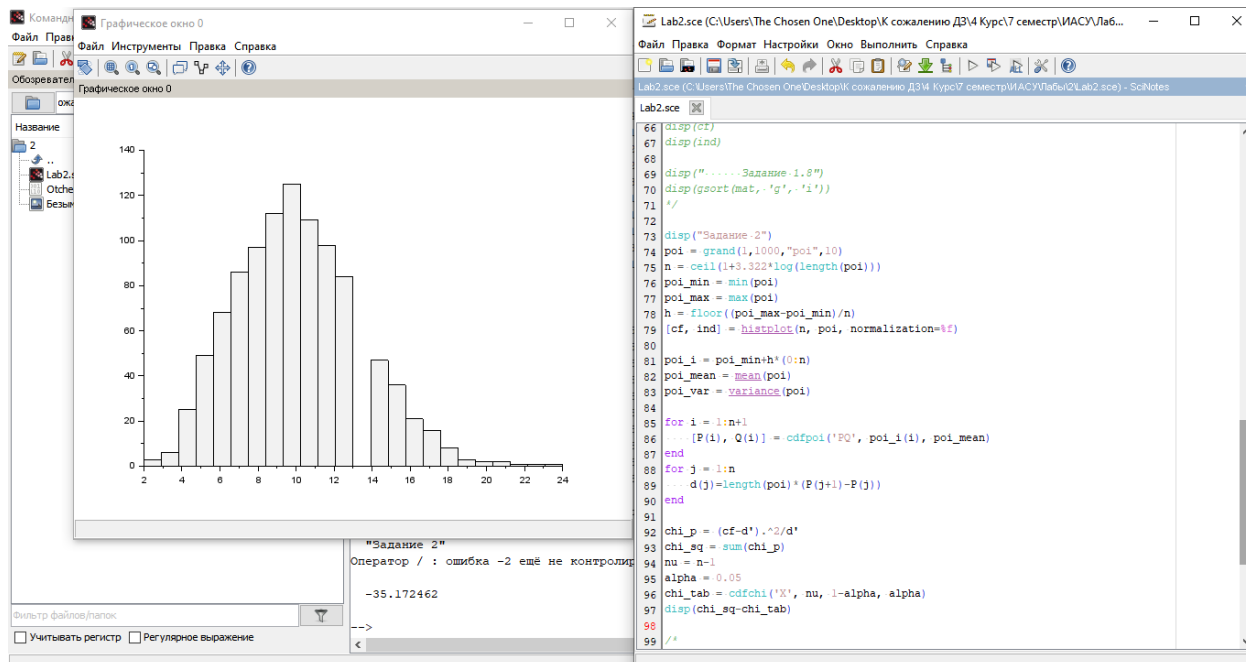 Командн
Файл Прав
Обозревател
ожа
Название
2
..
Lab2.s
Otche
Безым
Фильтр файлов/папок
Учитывать регистр
Регулярное выражение
Графическое окно 0
Файл Инструменты Правка Справка
Графическое окно 0
140
120
100
80
60
40
20
0
2 4 6 8 10 12 14 16 18 20 22 24
"Задание 2"
Оператор / : ошибка -2 ещё не контролир
-35.172462
-->
Lab2.sce (C:\Users\The Chosen One\Desktop\К сожалению ДЗ\4 Курс\7 семестр\ИАСУ\Лаб...
Файл Правка Формат Настройки Окно Выполнить Справка
Lab2.sce (C:\Users\The Chosen One\Desktop\К сожалению ДЗ\4 Курс\7 семестр\ИАСУ\Лабы\2\Lab2.sce) - SciNotes
Lab2.sce
66 disp(cf)
67 disp(ind)
68
69 disp("······Задание·1.8")
70 disp(gsort(mat,·'g',·'i'))
71 */
72
73 disp("Задание·2")
74 poi·=·grand(1,1000,"poi",10)
75 n·=·ceil(1+3.322*log(length(poi)))
76 poi_min·=·min(poi)
77 poi_max·=·max(poi)
78 h·=·floor((poi_max-poi_min)/n)
79 [cf,·ind]·=·histplot(n,·poi,·normalization=%f)
80
81 poi_i·=·poi_min+h*(0:n)
82 poi_mean·=·mean(poi)
83 poi_var·=·variance(poi)
84
85 for·i·=·1:n+1
86 ····[P(i),·Q(i)]·=·cdfpoi('PQ',·poi_i(i),·poi_mean)
87 end
88 for·j·=·1:n
89 ····d(j)=length(poi)*(P(j+1)-P(j))
90 end
91
92 chi_p·=·(cf-d').^2/d'
93 chi_sq·=·sum(chi_p)
94 nu·=·n-1
95 alpha·=·0.05
96 chi_tab·=·cdfchi('X',·nu,·1-alpha,·alpha)
97 disp(chi_sq-chi_tab)
98
99 /*